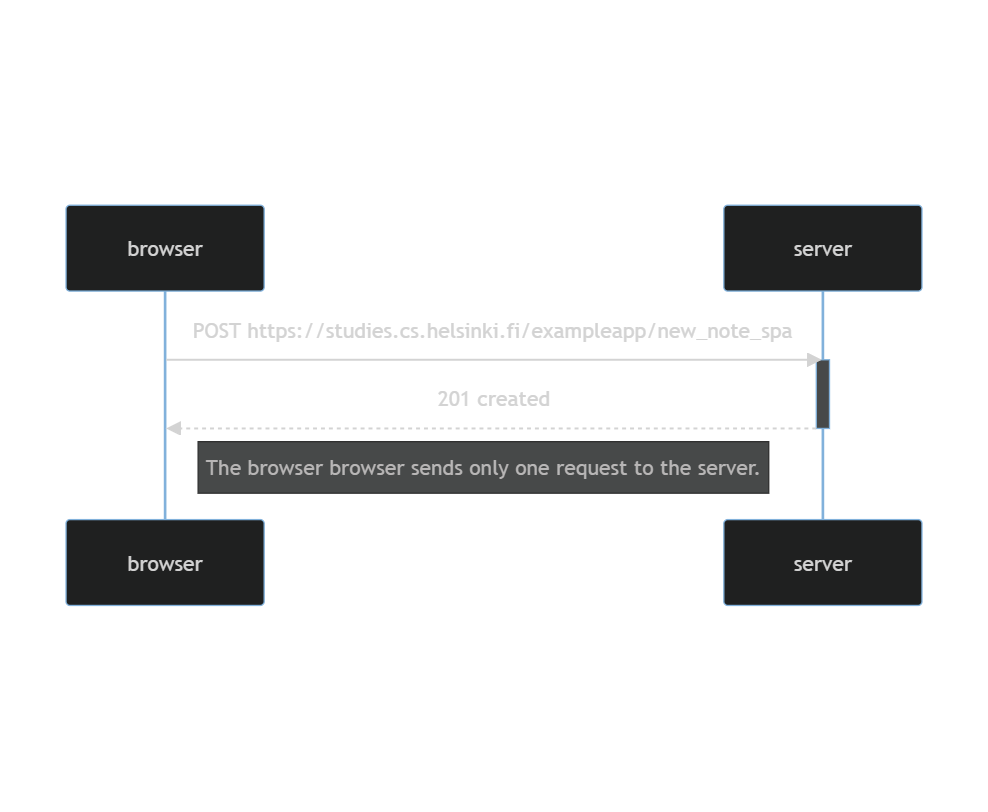 browser
server
POST https://studies.cs.helsinki.fi/exampleapp/new_note_spa
201 created
The browser browser sends only one request to the server.
browser
server